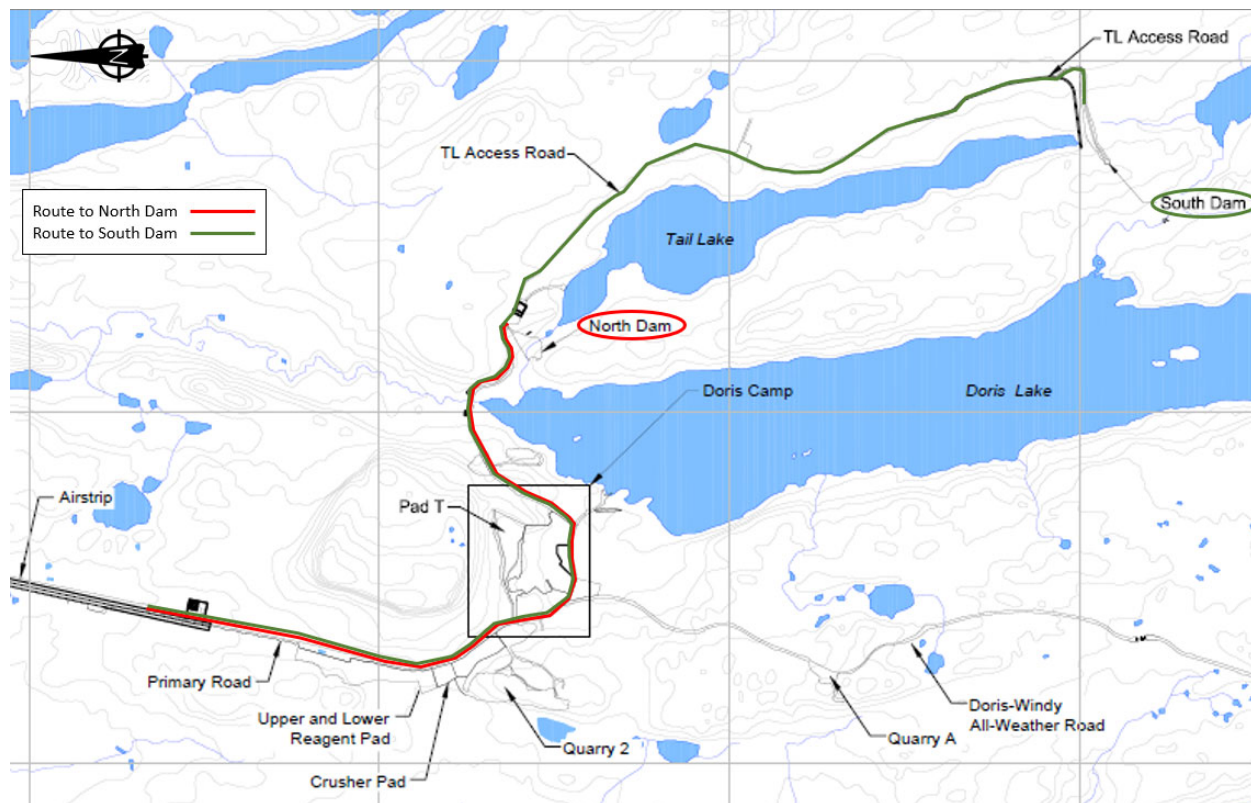 N
TL Access Road
TL Access Road
Route to North Dam
Route to South Dam
South Dam
Tail Lake
North Dam
Doris Camp
Doris Lake
Airstrip
Pad T
Primary Road
Upper and Lower
Reagent Pad
Crusher Pad
Quarry 2
Quarry A
Doris-Windy
All-Weather Road